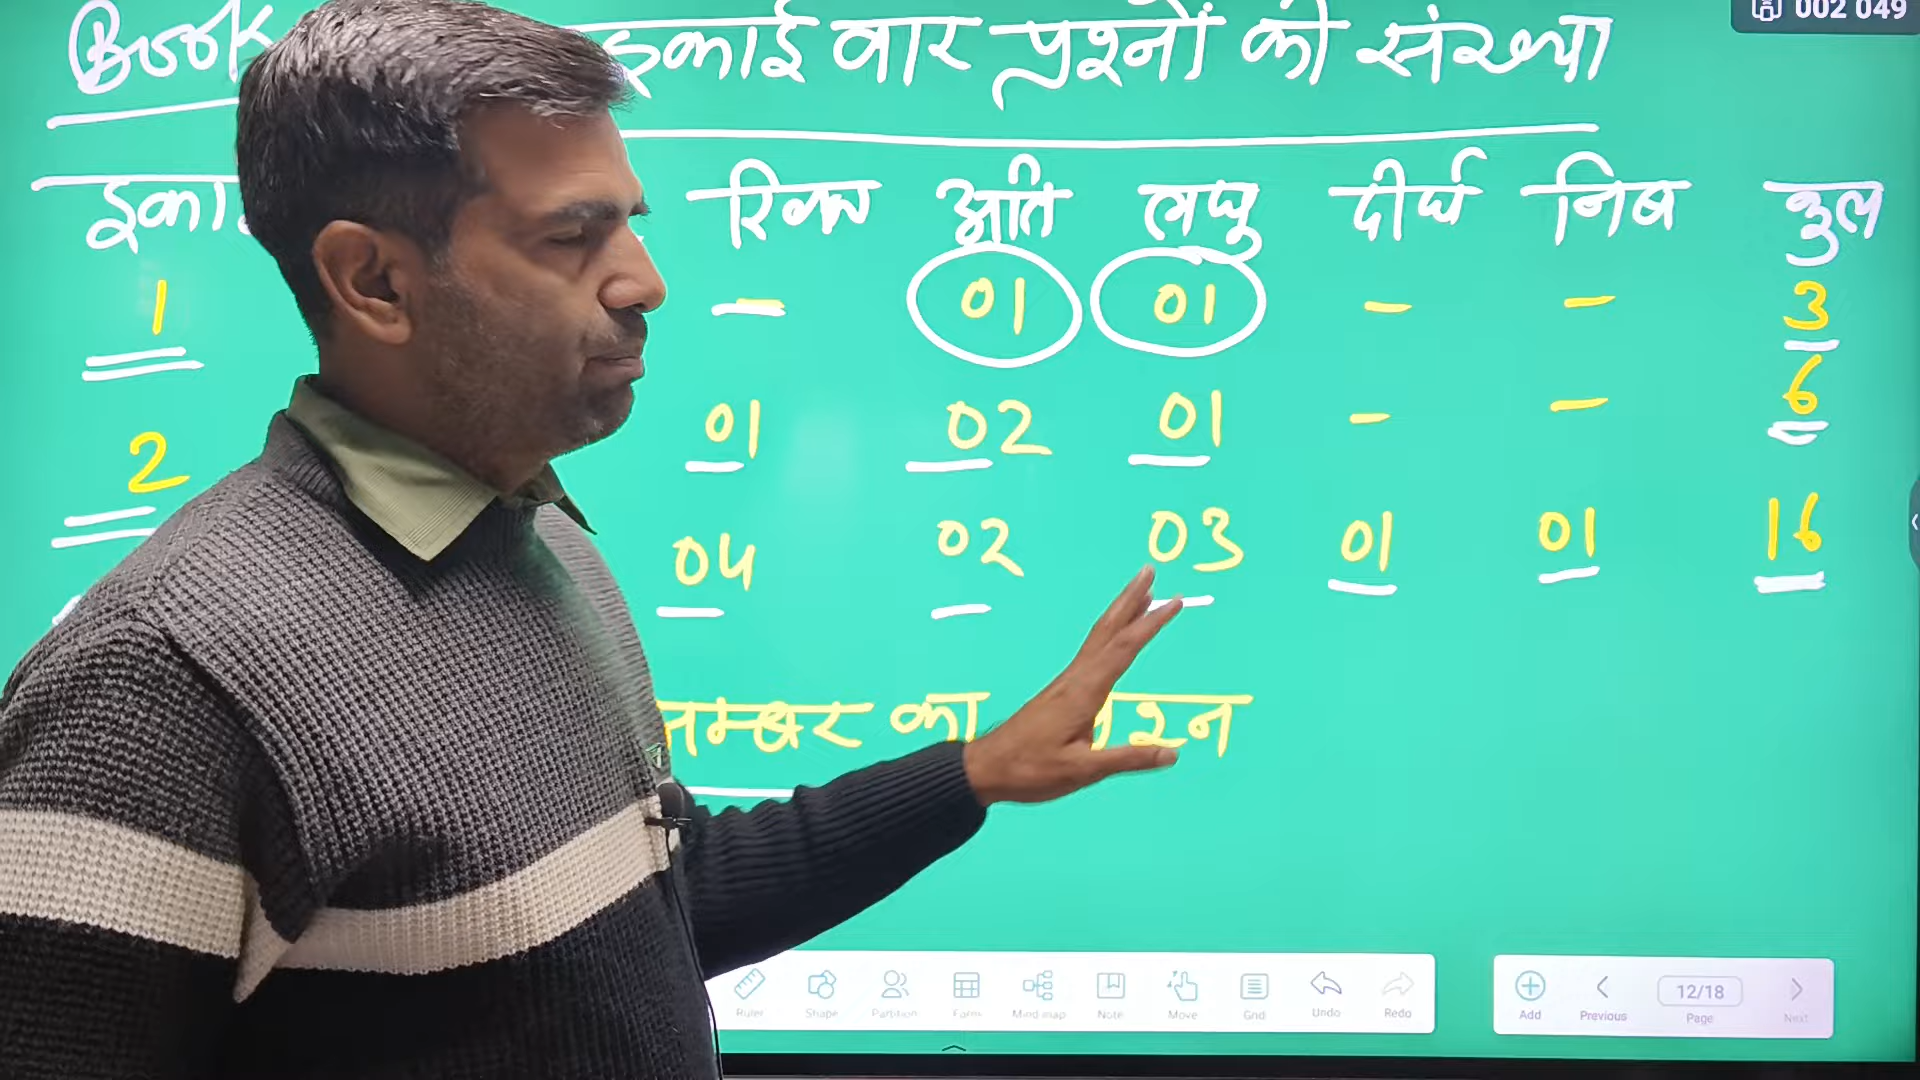 002 049
Book इकाई वार प्रश्नों की संख्या
रिक्त अति लघु दीर्घ निब कुल
1 - 01 01 - - 3
2 01 02 01 - - 6
04 02 03 01 01 16
नम्बर का प्रश्न
Ruler Shape Partition Form Mind map Note Move Grid Undo Redo
Add Previous 12/18 Page Next